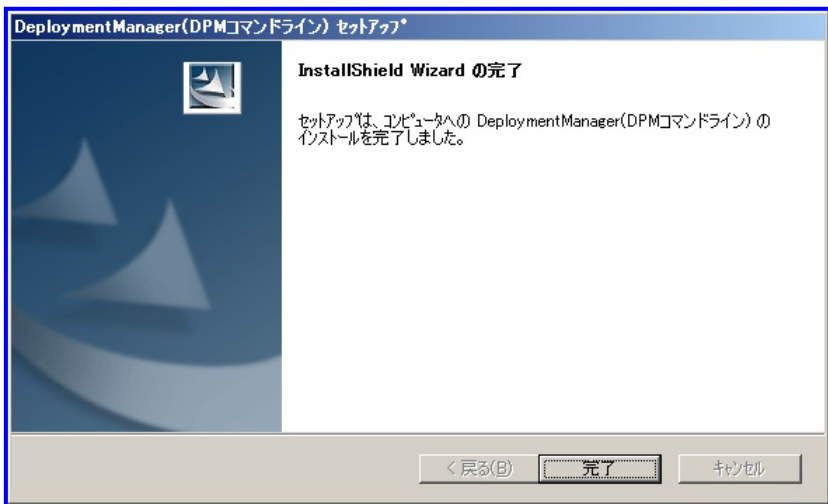 DeploymentManager(DPMコマンドライン) セットアップ
InstallShield Wizard の完了
セットアップは、コンピュータへの DeploymentManager(DPMコマンドライン) の
インストールを完了しました。
< 戻る(B)
完了
キャンセル